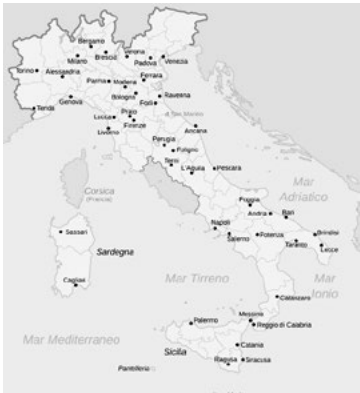 Bergamo
Verona
Brescia
Milano
Padova
Venezia
Torino
Alessandria
Ferrara
Parma
Modena
Bologna
Ravenna
Genova
Forlì
Tenda
Prato
Lucca
Firenze
Livorno
San Marino
Ancona
Perugia
Foligno
Terni
L'Aquila
Pescara
Corsica
(Francia)
Mar
Adriatico
Foggia
Andria
Bari
Napoli
Salerno
Potenza
Brindisi
Taranto
Lecce
Sassari
Sardegna
Cagliari
Mar Tirreno
Mar
Ionio
Catanzaro
Messina
Palermo
Reggio di Calabria
Mar Mediterraneo
Sicilia
Catania
Pantelleria
Ragusa
Siracusa